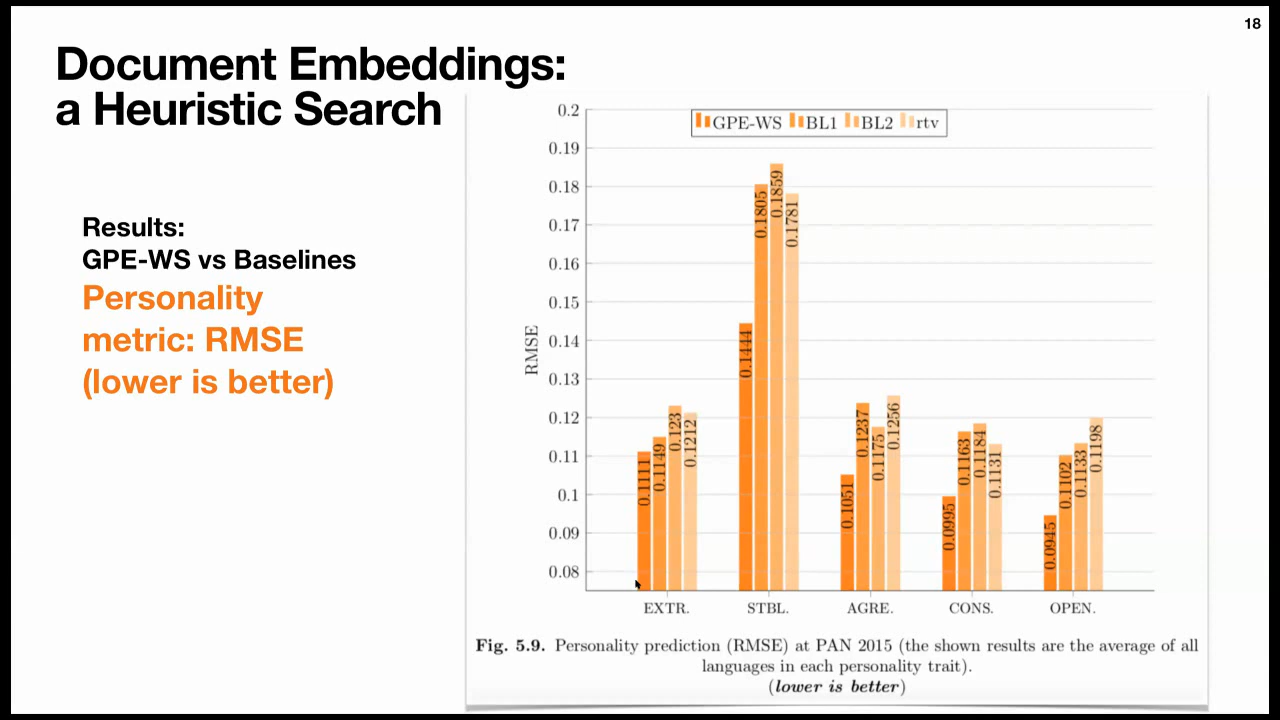 18
Document Embeddings:
a Heuristic Search
Results:
GPE-WS vs Baselines
Personality
metric: RMSE
(lower is better)
GPE-WS BL1 BL2 rtv
0.2
0.19
0.18
0.17
0.16
0.15
0.14
0.13
0.12
0.11
0.1
0.09
0.08
RMSE
0.1111 0.1149 0.123 0.1212
0.1444 0.1805 0.1859 0.1781
0.1051 0.1237 0.1175 0.1256
0.0995 0.1163 0.1184 0.1131
0.0945 0.1102 0.1133 0.1198
EXTR. STBL. AGRE. CONS. OPEN.
Fig. 5.9. Personality prediction (RMSE) at PAN 2015 (the shown results are the average of all
languages in each personality trait).
(lower is better)